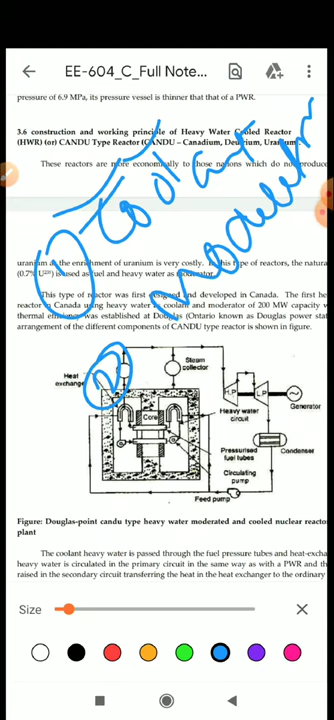 EE-604_C_Full Note...
pressure of 6.9 MPa, its pressure vessel is thinner that that of a PWR.
3.6 construction and working principle of Heavy Water Cooled Reactor
(HWR) (or) CANDU Type Reactor (CANDU – Canadium, Deutrium, Uranium).
These reactors are more economically to those nations which do not produce
uranium as the enrichment of uranium is very costly. In this type of reactors, the natura
(0.7% U235) is used as fuel and heavy water as moderator.
This type of reactor was first designed and developed in Canada. The first he
reactor in Canada using heavy water as coolant and moderator of 200 MW capacity w
thermal efficiency was established at Douglas (Ontario known as Douglas power stat
arrangement of the different components of CANDU type reactor is shown in figure.
① Coolant
②
Steam
collector
Heat
exchange
H.P
L.P
Generator
Core
Heavy water
circuit
Pressurised
fuel tubes
Condenser
Circulating
pump
Feed pump
Figure: Douglas-point candu type heavy water moderated and cooled nuclear reacto
plant
The coolant heavy water is passed through the fuel pressure tubes and heat-excha
heavy water is circulated in the primary circuit in the same way as with a PWR and th
raised in the secondary circuit transferring the heat in the heat exchanger to the ordinary
Size